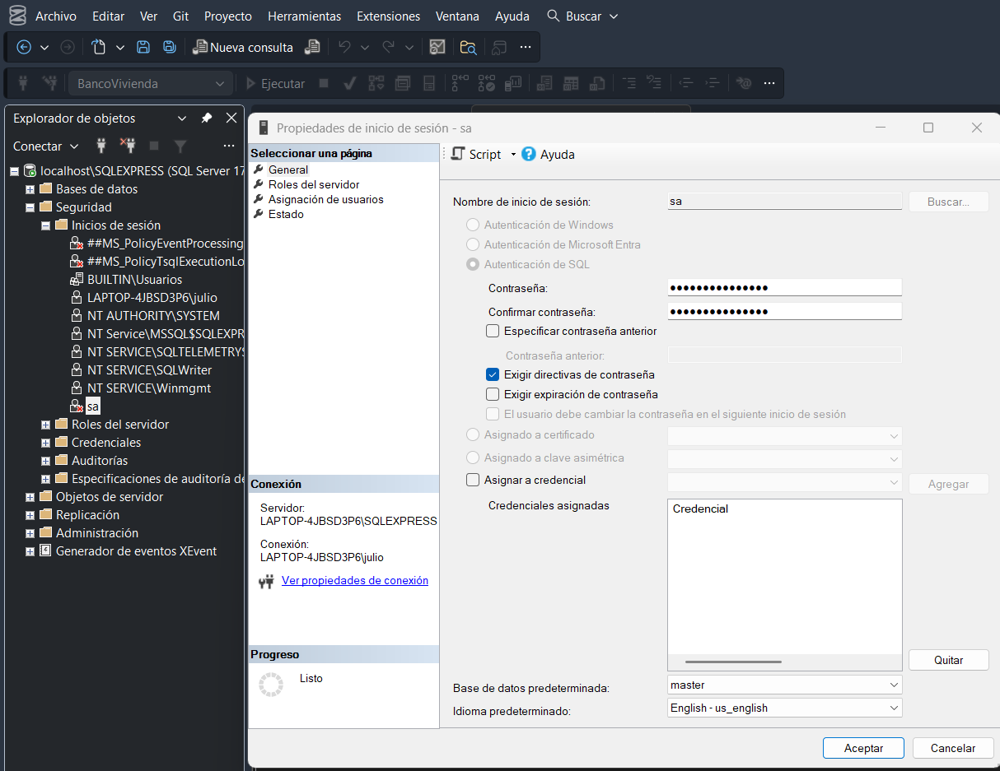 Archivo Editar Ver Git Proyecto Herramientas Extensiones Ventana Ayuda Buscar
Nueva consulta
BancoVivienda Ejecutar
Explorador de objetos
Conectar
localhost\SQLEXPRESS (SQL Server 17
Bases de datos
Seguridad
Inicios de sesión
##MS_PolicyEventProcessing
##MS_PolicyTsqlExecutionLo
BUILTIN\Usuarios
LAPTOP-4JBSD3P6\julio
NT AUTHORITY\SYSTEM
NT Service\MSSQL$SQLEXPR
NT SERVICE\SQLTELEMETRYS
NT SERVICE\SQLWriter
NT SERVICE\Winmgmt
sa
Roles del servidor
Credenciales
Auditorías
Especificaciones de auditoría de
Objetos de servidor
Replicación
Administración
Generador de eventos XEvent
Propiedades de inicio de sesión - sa
Seleccionar una página
General
Roles del servidor
Asignación de usuarios
Estado
Conexión
Servidor:
LAPTOP-4JBSD3P6\SQLEXPRESS
Conexión:
LAPTOP-4JBSD3P6\julio
Ver propiedades de conexión
Progreso
Listo
Script Ayuda
Nombre de inicio de sesión: sa Buscar...
Autenticación de Windows
Autenticación de Microsoft Entra
Autenticación de SQL
Contraseña: ●●●●●●●●●●●●●●●
Confirmar contraseña: ●●●●●●●●●●●●●●●
Especificar contraseña anterior
Contraseña anterior:
Exigir directivas de contraseña
Exigir expiración de contraseña
El usuario debe cambiar la contraseña en el siguiente inicio de sesión
Asignado a certificado
Asignado a clave asimétrica
Asignar a credencial Agregar
Credenciales asignadas Credencial
Quitar
Base de datos predeterminada: master
Idioma predeterminado: English - us_english
Aceptar Cancelar